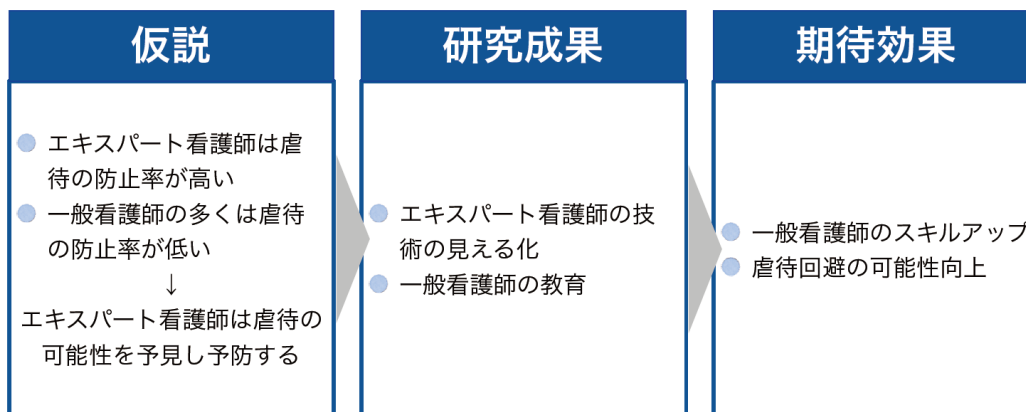 仮説
エキスパート看護師は虐
待の防止率が高い
一般看護師の多くは虐待
の防止率が低い
↓
エキスパート看護師は虐待の
可能性を予見し予防する
研究成果
エキスパート看護師の技
術の見える化
一般看護師の教育
期待効果
一般看護師のスキルアップ
虐待回避の可能性向上